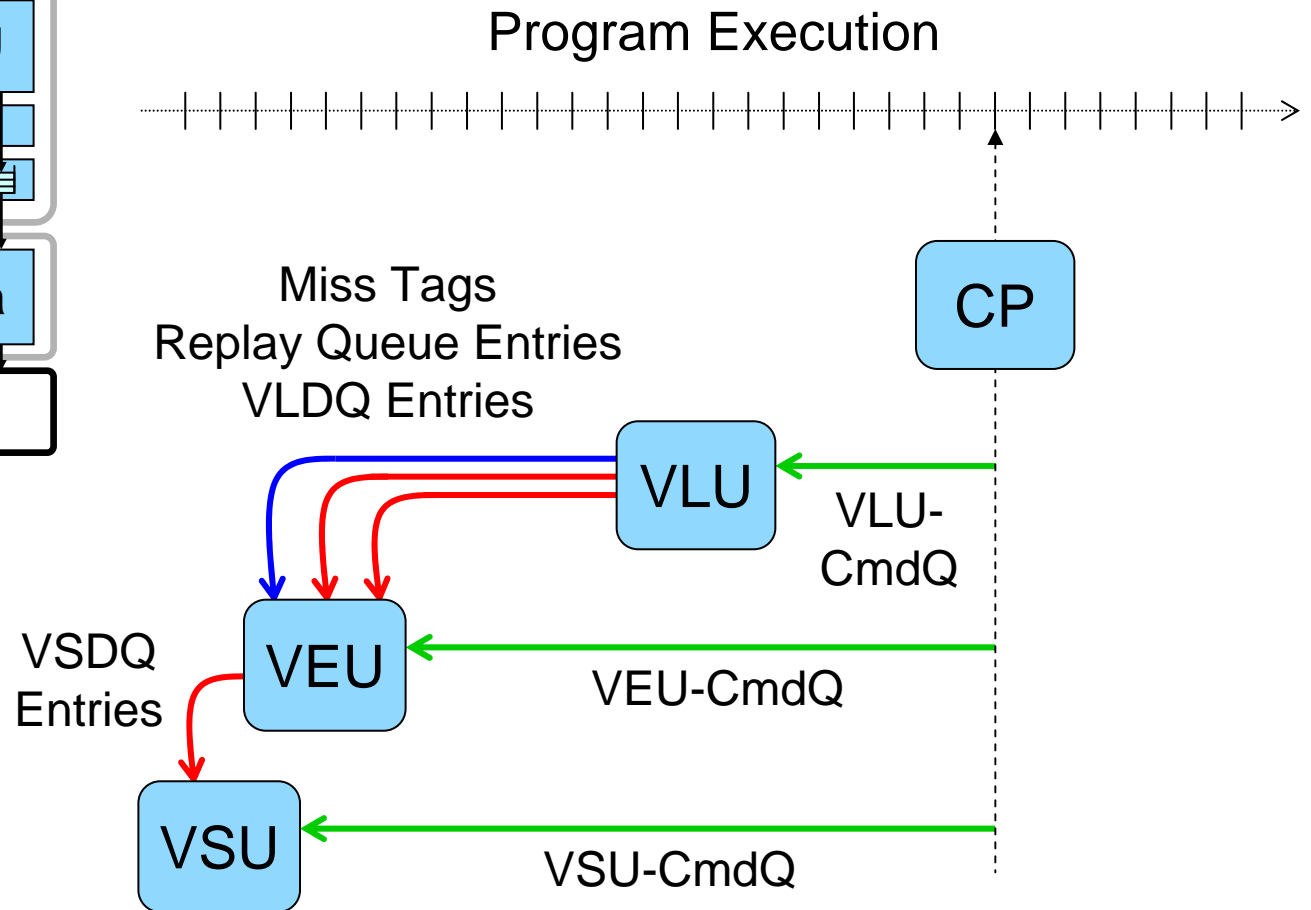 Program Execution
CP
Miss Tags
Replay Queue Entries
VLDQ Entries
VLU
VLU-
CmdQ
VEU
VSDQ
Entries
VEU-CmdQ
VSU
VSU-CmdQ